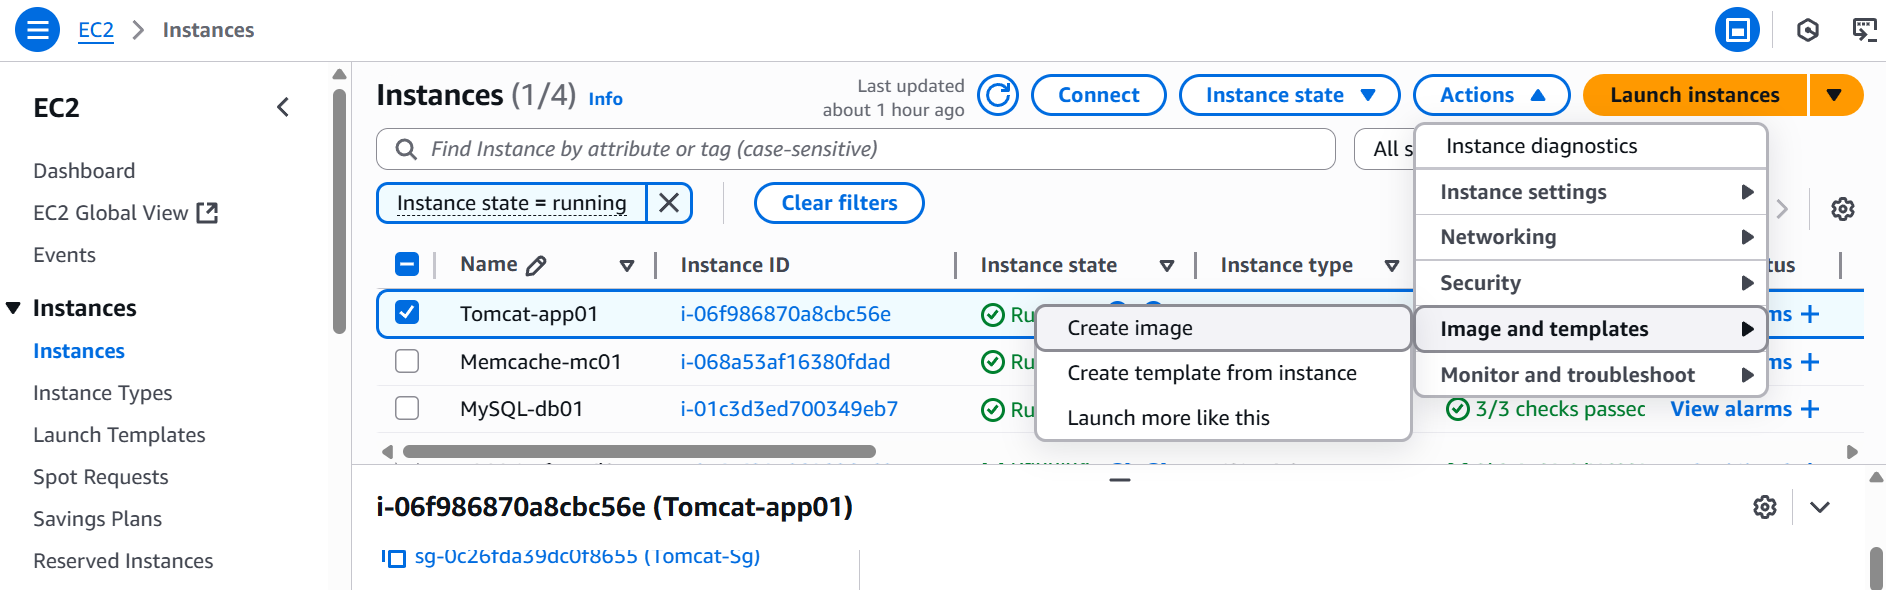 EC2 > Instances
EC2
Dashboard
EC2 Global View
Events
Instances
Instances
Instance Types
Launch Templates
Spot Requests
Savings Plans
Reserved Instances
Instances (1/4) Info
Last updated
about 1 hour ago
Connect
Instance state
Actions
Launch instances
Find Instance by attribute or tag (case-sensitive)
All s
Instance state = running
Clear filters
Name
Instance ID
Instance state
Instance type
tus
Tomcat-app01
i-06f986870a8cbc56e
Ru
ms +
Memcache-mc01
i-068a53af16380fdad
Ru
ms +
MySQL-db01
i-01c3d3ed700349eb7
Ru
3/3 checks passec
View alarms +
Instance diagnostics
Instance settings
Networking
Security
Image and templates
Monitor and troubleshoot
Create image
Create template from instance
Launch more like this
i-06f986870a8cbc56e (Tomcat-app01)
sg-0c26fda39dc0f8655 (Tomcat-Sg)